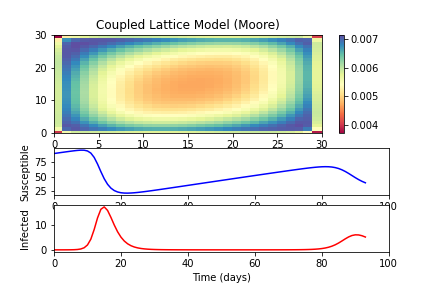 Coupled Lattice Model (Moore)
30
20
10
0
0 5 10 15 20 25 30
0.007
0.006
0.005
0.004
Susceptible
75
50
25
0 20 40 60 80 100
Infected
10
0
0 20 40 60 80 100
Time (days)